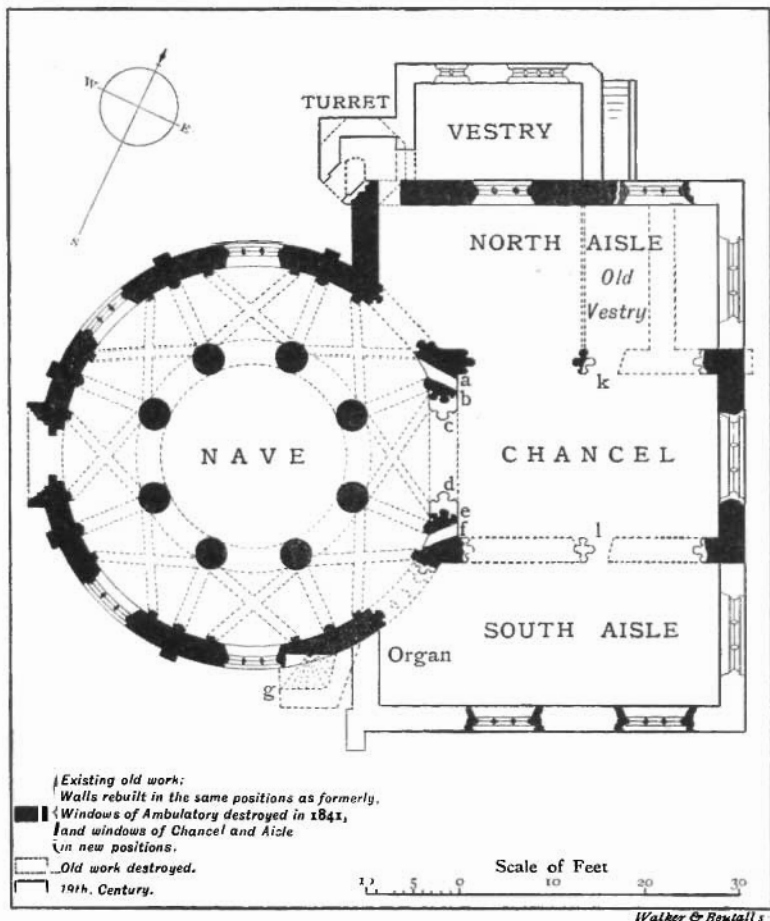 W.
E.
S
TURRET
VESTRY
NORTH AISLE
Old
Vestry
a
b
c
k
NAVE
CHANCEL
d
e
f
l
SOUTH AISLE
Organ
g
Existing old work:
Walls rebuilt in the same positions as formerly,
Windows of Ambulatory destroyed in 1841,
and windows of Chancel and Aisle
in new positions.
Old work destroyed.
19th. Century.
Scale of Feet
10 5 0 10 20 30
Walker & Boutall s